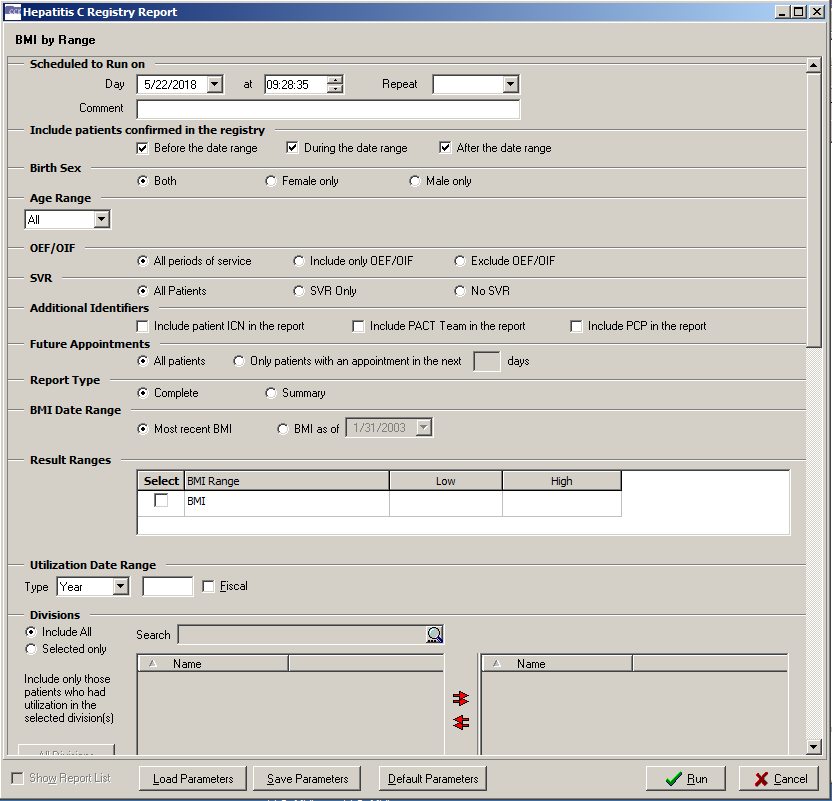 Hepatitis C Registry Report
BMI by Range
Scheduled to Run on
Day 5/22/2018 at 09:28:35 Repeat
Comment
Include patients confirmed in the registry
Before the date range During the date range After the date range
Birth Sex
Both Female only Male only
Age Range
All
OEF/OIF
All periods of service Include only OEF/OIF Exclude OEF/OIF
SVR
All Patients SVR Only No SVR
Additional Identifiers
Include patient ICN in the report Include PACT Team in the report Include PCP in the report
Future Appointments
All patients Only patients with an appointment in the next days
Report Type
Complete Summary
BMI Date Range
Most recent BMI BMI as of 1/31/2003
Result Ranges
Select BMI Range Low High
BMI
Utilization Date Range
Type Year Fiscal
Divisions
Include All Search
Selected only
Name Name
Include only those
patients who had
utilization in the
selected division(s)
All Divisions
Show Report List Load Parameters Save Parameters Default Parameters Run Cancel